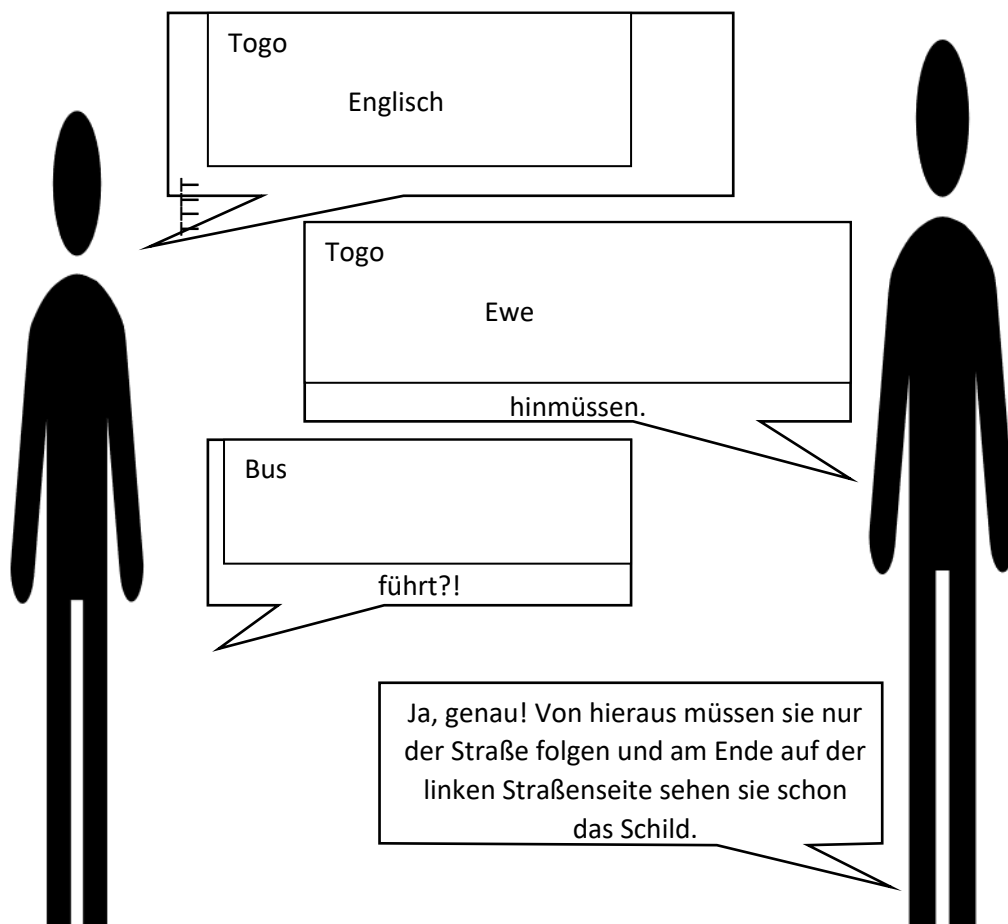 Togo
Englisch
Togo
Ewe
hinmüssen.
Bus
führt?!
Ja, genau! Von hieraus müssen sie nur
der Straße folgen und am Ende auf der
linken Straßenseite sehen sie schon
das Schild.